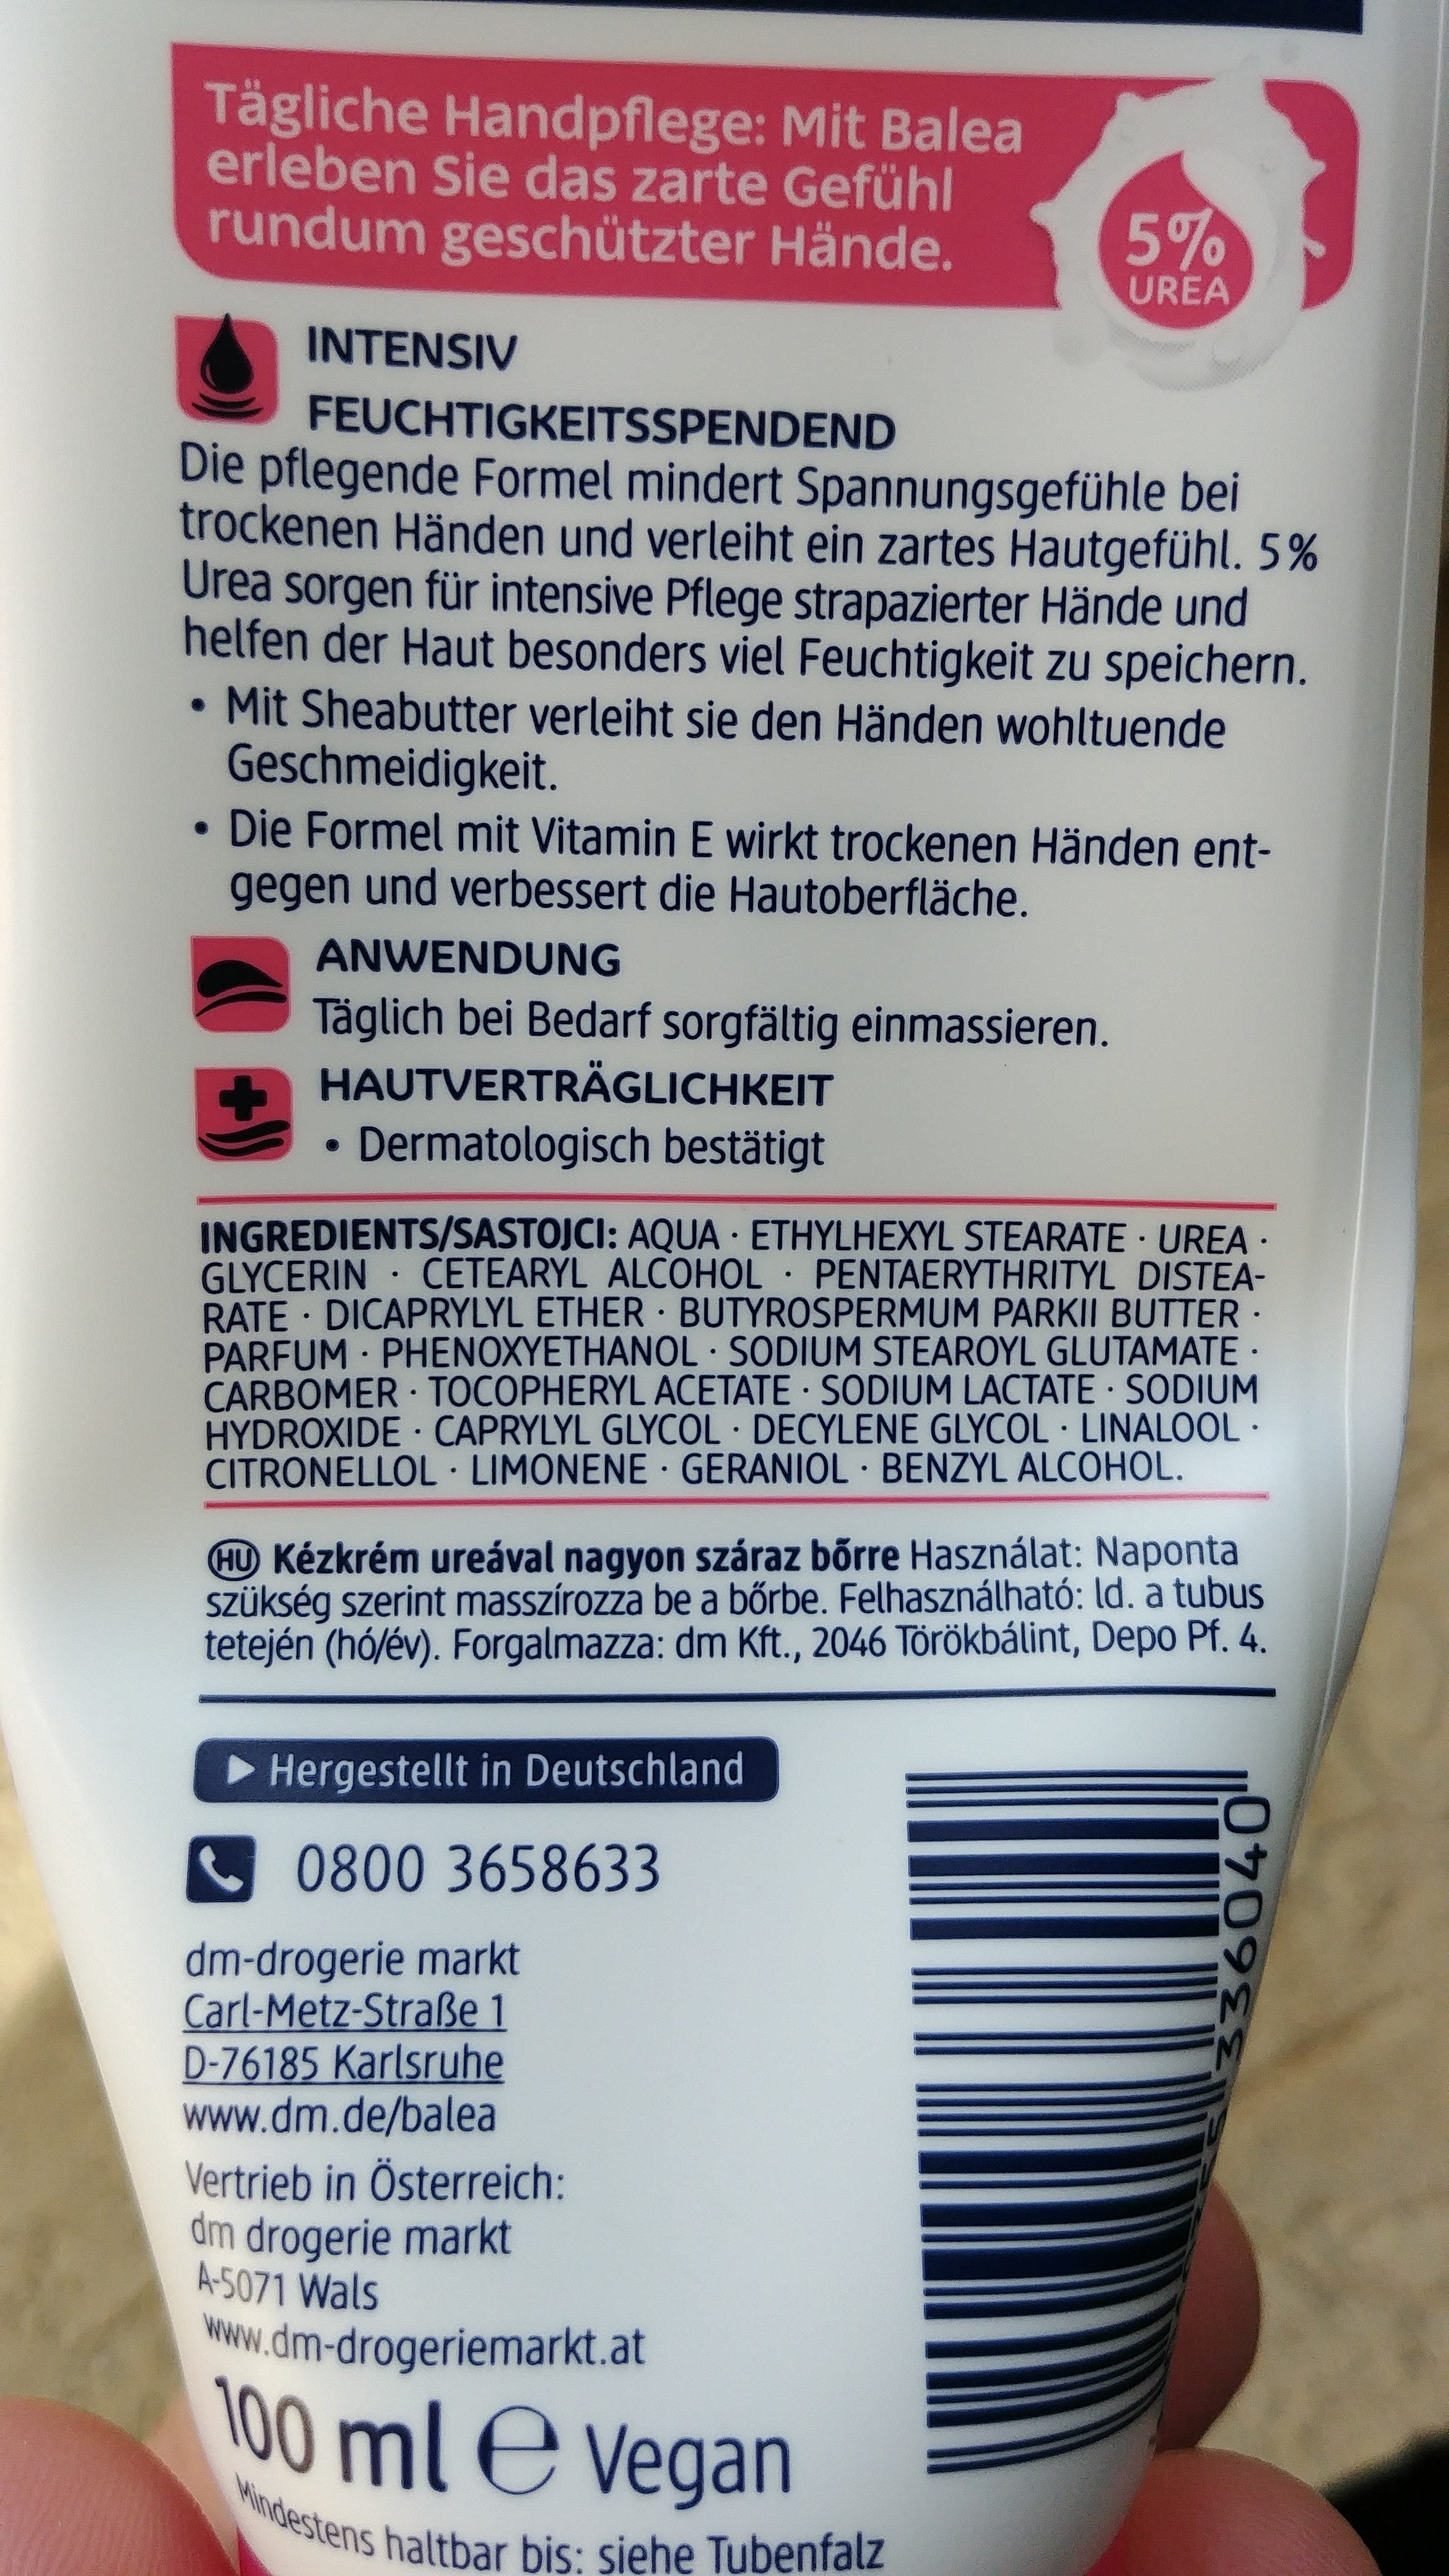 Tägliche Handpflege: Mit Balea
erleben Sie das zarte Gefühl
rundum geschützter Hände.
5%
UREA
INTENSIV
FEUCHTIGKEITSSPENDEND
Die pflegende Formel mindert Spannungsgefühle bei
trockenen Händen und verleiht ein zartes Hautgefühl. 5%
Urea sorgen für intensive Pflege strapazierter Hände und
helfen der Haut besonders viel Feuchtigkeit zu speichern.
• Mit Sheabutter verleiht sie den Händen wohltuende
Geschmeidigkeit.
• Die Formel mit Vitamin E wirkt trockenen Händen ent-
gegen und verbessert die Hautoberfläche.
ANWENDUNG
Täglich bei Bedarf sorgfältig einmassieren.
HAUTVERTRÄGLICHKEIT
• Dermatologisch bestätigt
INGREDIENTS/SASTOJCI: AQUA · ETHYLHEXYL STEARATE · UREA ·
GLYCERIN · CETEARYL ALCOHOL · PENTAERYTHRITYL DISTEA-
RATE · DICAPRYLYL ETHER · BUTYROSPERMUM PARKII BUTTER ·
PARFUM · PHENOXYETHANOL · SODIUM STEAROYL GLUTAMATE ·
CARBOMER · TOCOPHERYL ACETATE · SODIUM LACTATE · SODIUM
HYDROXIDE · CAPRYLYL GLYCOL · DECYLENE GLYCOL · LINALOOL ·
CITRONELLOL · LIMONENE · GERANIOL · BENZYL ALCOHOL.
HU Kézkrém ureával nagyon száraz bőrre Használat: Naponta
szükség szerint masszírozza be a bőrbe. Felhasználható: ld. a tubus
tetején (hó/év). Forgalmazza: dm Kft., 2046 Törökbálint, Depo Pf. 4.
Hergestellt in Deutschland
0800 3658633
dm-drogerie markt
Carl-Metz-Straße 1
D-76185 Karlsruhe
www.dm.de/balea
Vertrieb in Österreich:
dm drogerie markt
A-5071 Wals
www.dm-drogeriemarkt.at
100 ml e Vegan
Mindestens haltbar bis: siehe Tubenfalz
336040